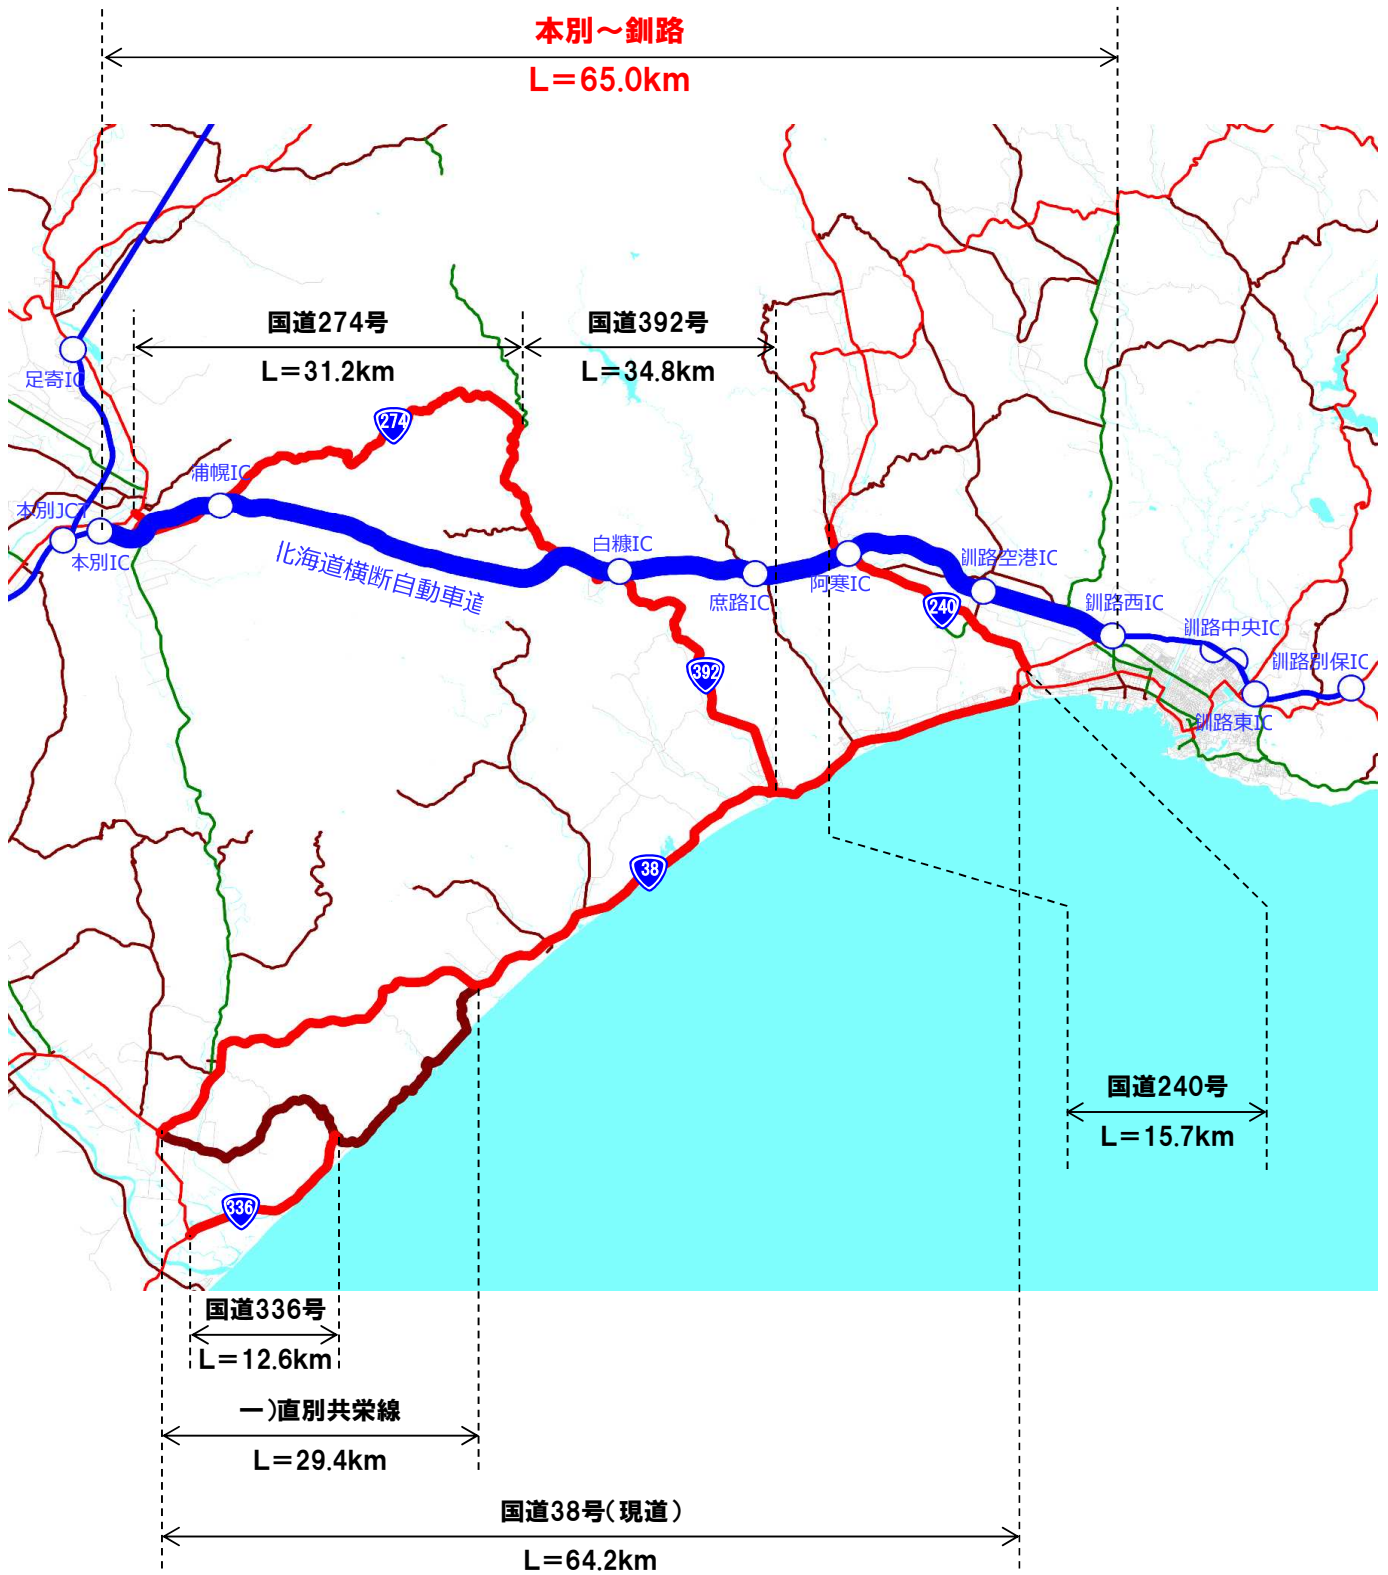 本別～釧路
L＝65.0km
国道274号
L＝31.2km
国道392号
L＝34.8km
足寄IC
274
浦幌IC
本別JCT
本別IC
北海道横断自動車道
白糠IC
庶路IC
阿寒IC
釧路空港IC
240
釧路西IC
釧路中央IC
釧路別保IC
釧路東IC
392
38
国道240号
L＝15.7km
336
国道336号
L＝12.6km
一)直別共栄線
L＝29.4km
国道38号(現道)
L＝64.2km